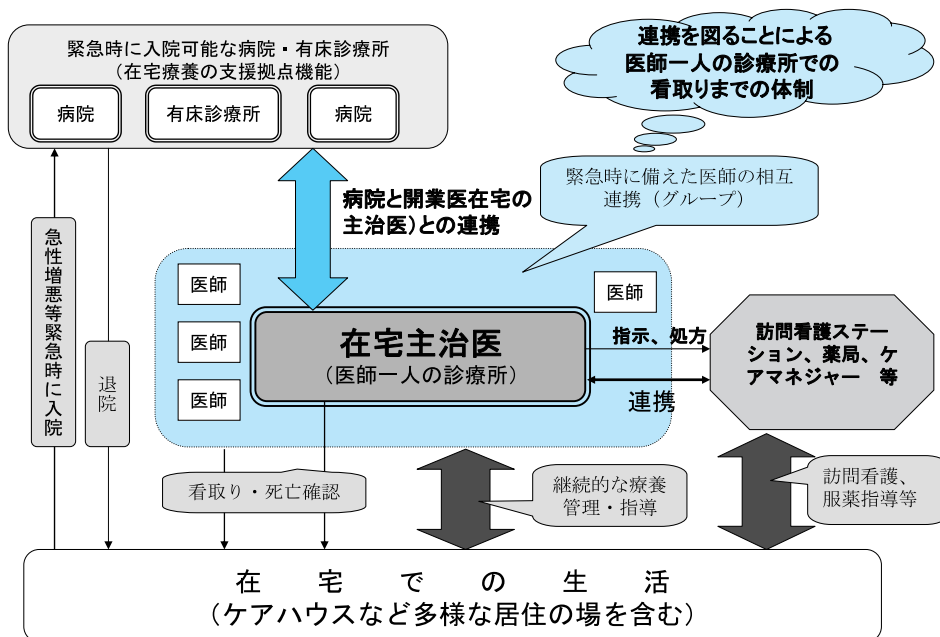 緊急時に入院可能な病院・有床診療所
(在宅療養の支援拠点機能)
病院
有床診療所
病院
連携を図ることによる
医師一人の診療所での
看取りまでの体制
緊急時に備えた医師の相互
連携(グループ)
病院と開業医在宅の
主治医)との連携
急性増悪等緊急時に入院
退院
医師
医師
医師
医師
在宅主治医
(医師一人の診療所)
指示、処方
連携
訪問看護ステー
ション、薬局、ケ
アマネジャー 等
看取り・死亡確認
継続的な療養
管理・指導
訪問看護、
服薬指導等
在宅での生活
(ケアハウスなど多様な居住の場を含む)